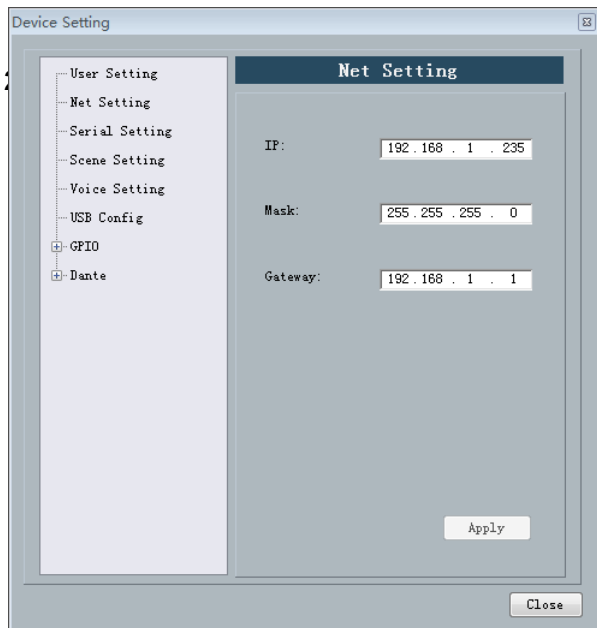 Device Setting
User Setting
Net Setting
Serial Setting
Scene Setting
Voice Setting
USB Config
GPIO
Dante
Net Setting
IP: 192 . 168 . 1 . 235
Mask: 255 . 255 . 255 . 0
Gateway: 192 . 168 . 1 . 1
Apply
Close